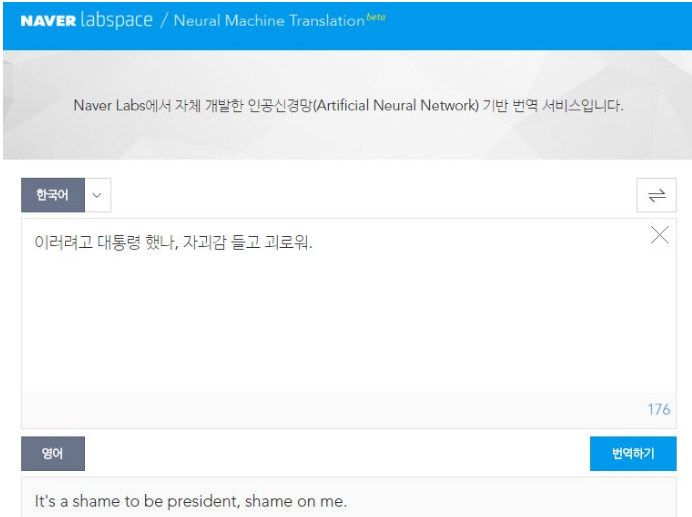 NAVER labspace / Neural Machine Translation beta
Naver Labs에서 자체 개발한 인공신경망(Artificial Neural Network) 기반 번역 서비스입니다.
한국어
이러려고 대통령 했나, 자괴감 들고 괴로워.
176
영어 번역하기
It's a shame to be president, shame on me.